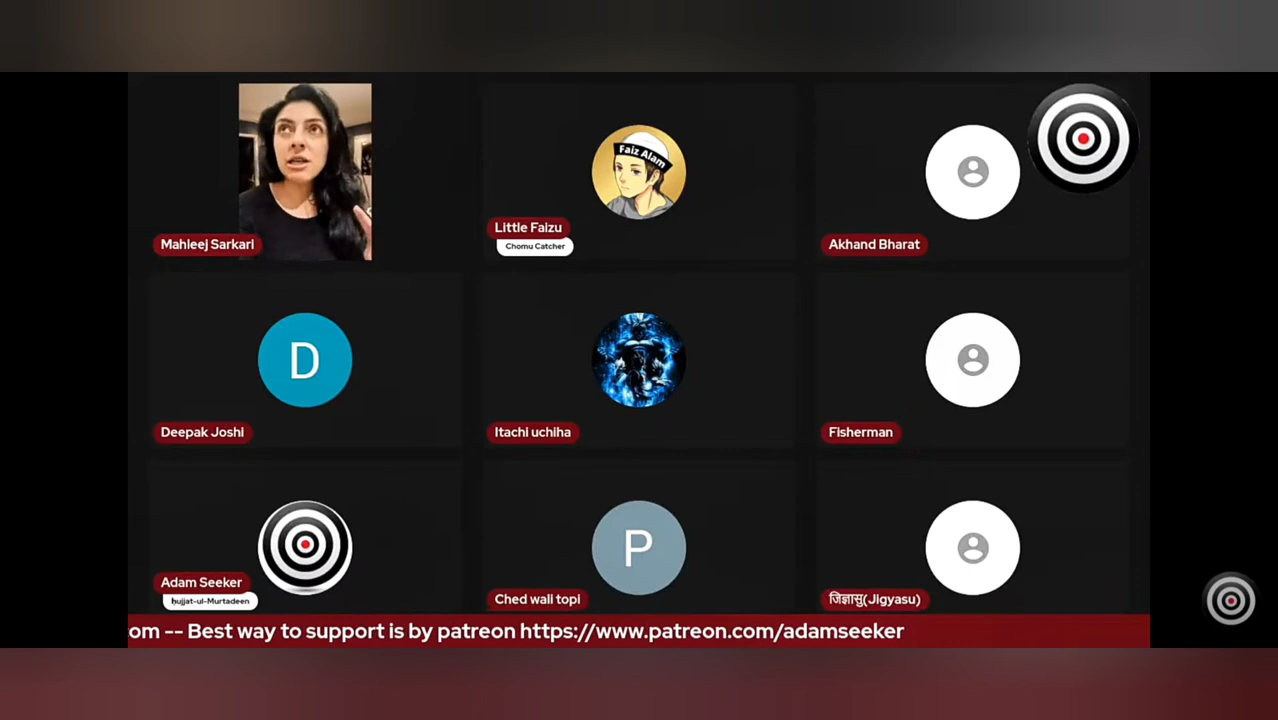 Faiz Alam
Mahleej Sarkari
Little Faizu
Chomu Catcher
Akhand Bharat
D
Deepak Joshi
Itachi uchiha
Fisherman
Adam Seeker
ḥujjat-ul-Murtadeen
P
Ched wali topi
जिज्ञासु(Jigyasu)
om -- Best way to support is by patreon https://www.patreon.com/adamseeker